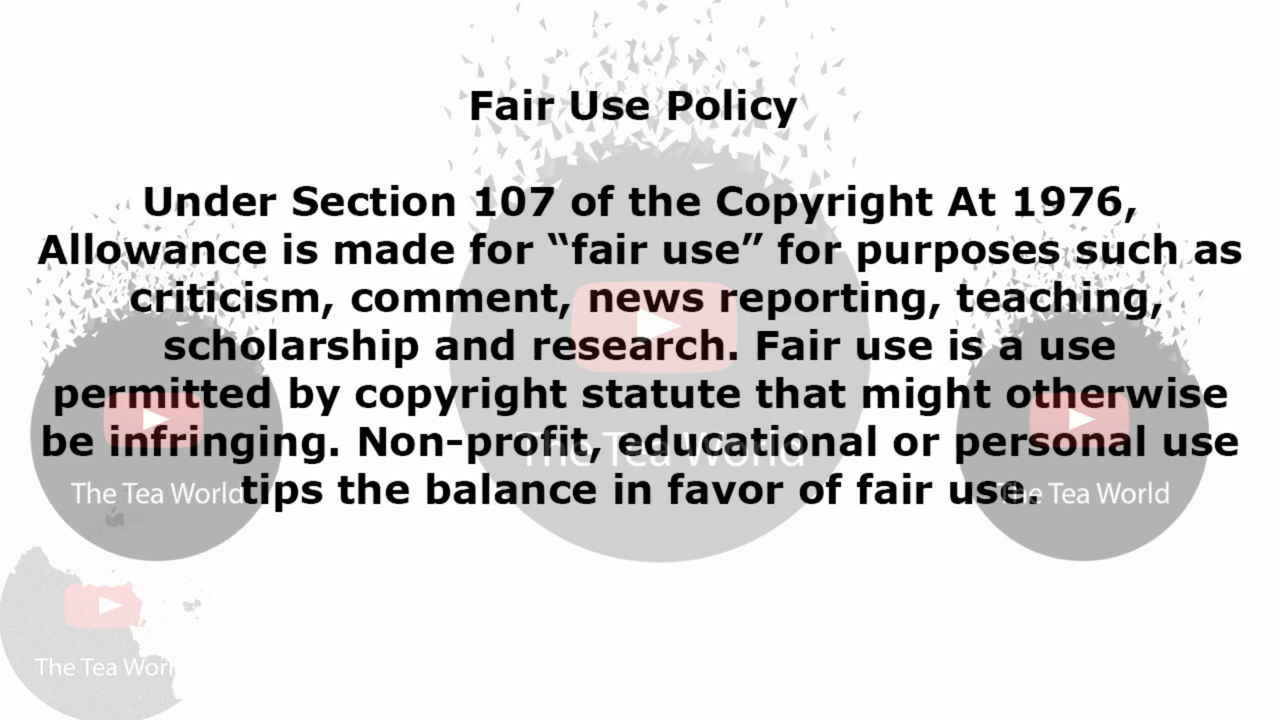 Fair Use Policy
Under Section 107 of the Copyright At 1976,
Allowance is made for “fair use” for purposes such as
criticism, comment, news reporting, teaching,
scholarship and research. Fair use is a use
permitted by copyright statute that might otherwise
be infringing. Non-profit, educational or personal use
The Tea World
tips the balance in favor of fair use.
The Tea World
The Tea World
The Tea Worl